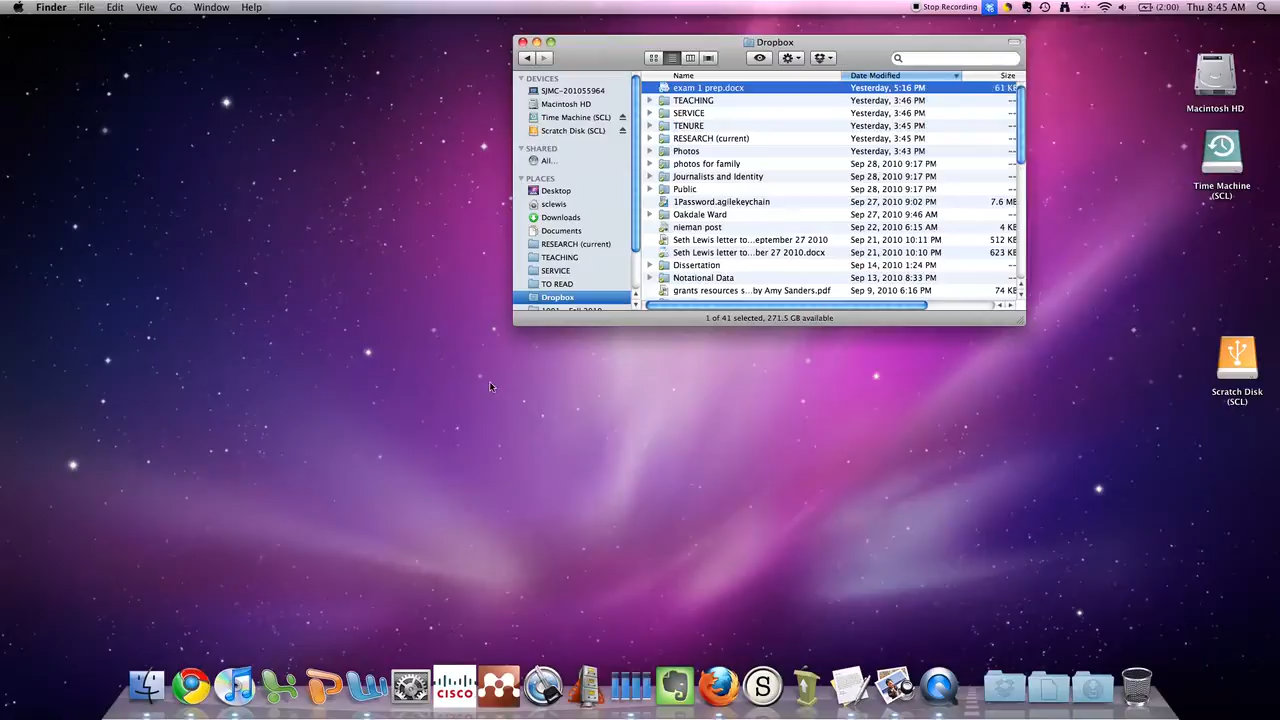 Finder File Edit View Go Window Help Stop Recording (2:00) Thu 8:45 AM
Dropbox
DEVICES
SJMC-201055964
Macintosh HD
Time Machine (SCL)
Scratch Disk (SCL)
SHARED
All...
PLACES
Desktop
sclewis
Downloads
Documents
RESEARCH (current)
TEACHING
SERVICE
TO READ
Dropbox
Name Date Modified Size
exam 1 prep.docx Yesterday, 5:16 PM 61 KB
TEACHING Yesterday, 3:46 PM --
SERVICE Yesterday, 3:46 PM --
TENURE Yesterday, 3:45 PM --
RESEARCH (current) Yesterday, 3:45 PM --
Photos Yesterday, 3:43 PM --
photos for family Sep 28, 2010 9:17 PM --
Journalists and Identity Sep 28, 2010 9:17 PM --
Public Sep 28, 2010 9:17 PM --
1Password.agilekeychain Sep 27, 2010 9:02 PM 7.6 MB
Oakdale Ward Sep 27, 2010 9:46 AM --
nieman post Sep 22, 2010 6:15 AM 4 KB
Seth Lewis letter to...eptember 27 2010 Sep 21, 2010 10:11 PM 512 KB
Seth Lewis letter to...ber 27 2010.docx Sep 21, 2010 10:10 PM 623 KB
Dissertation Sep 14, 2010 1:24 PM --
Notational Data Sep 13, 2010 8:33 PM --
grants resources s...by Amy Sanders.pdf Sep 9, 2010 6:16 PM 74 KB
1 of 41 selected, 271.5 GB available
Macintosh HD
Time Machine
(SCL)
Scratch Disk
(SCL)
CISCO
S